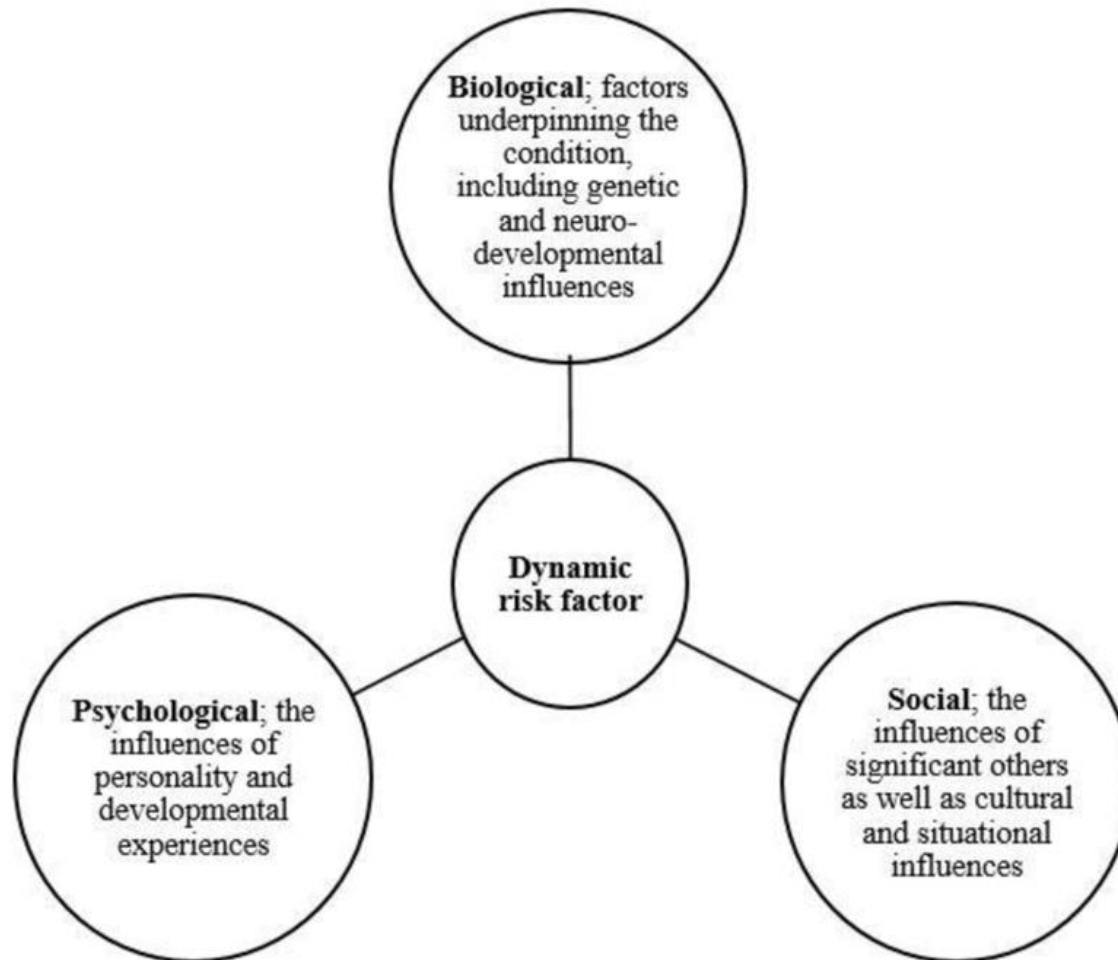 Biological; factors
underpinning the
condition,
including genetic
and neuro-
developmental
influences
Dynamic
risk factor
Psychological; the
influences of
personality and
developmental
experiences
Social; the
influences of
significant others
as well as cultural
and situational
influences